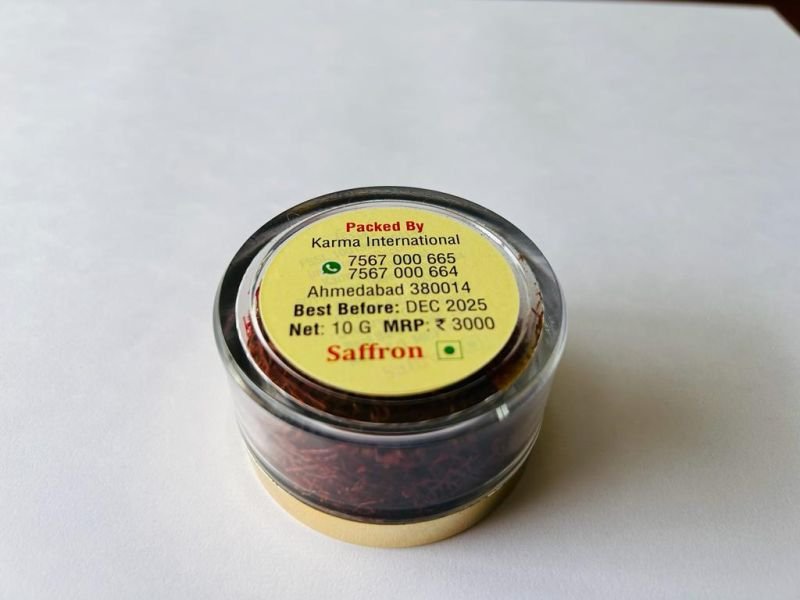 Packed By
Karma International
7567 000 665
7567 000 664
Ahmedabad 380014
Best Before: DEC 2025
Net: 10 G MRP: ₹ 3000
Saffron